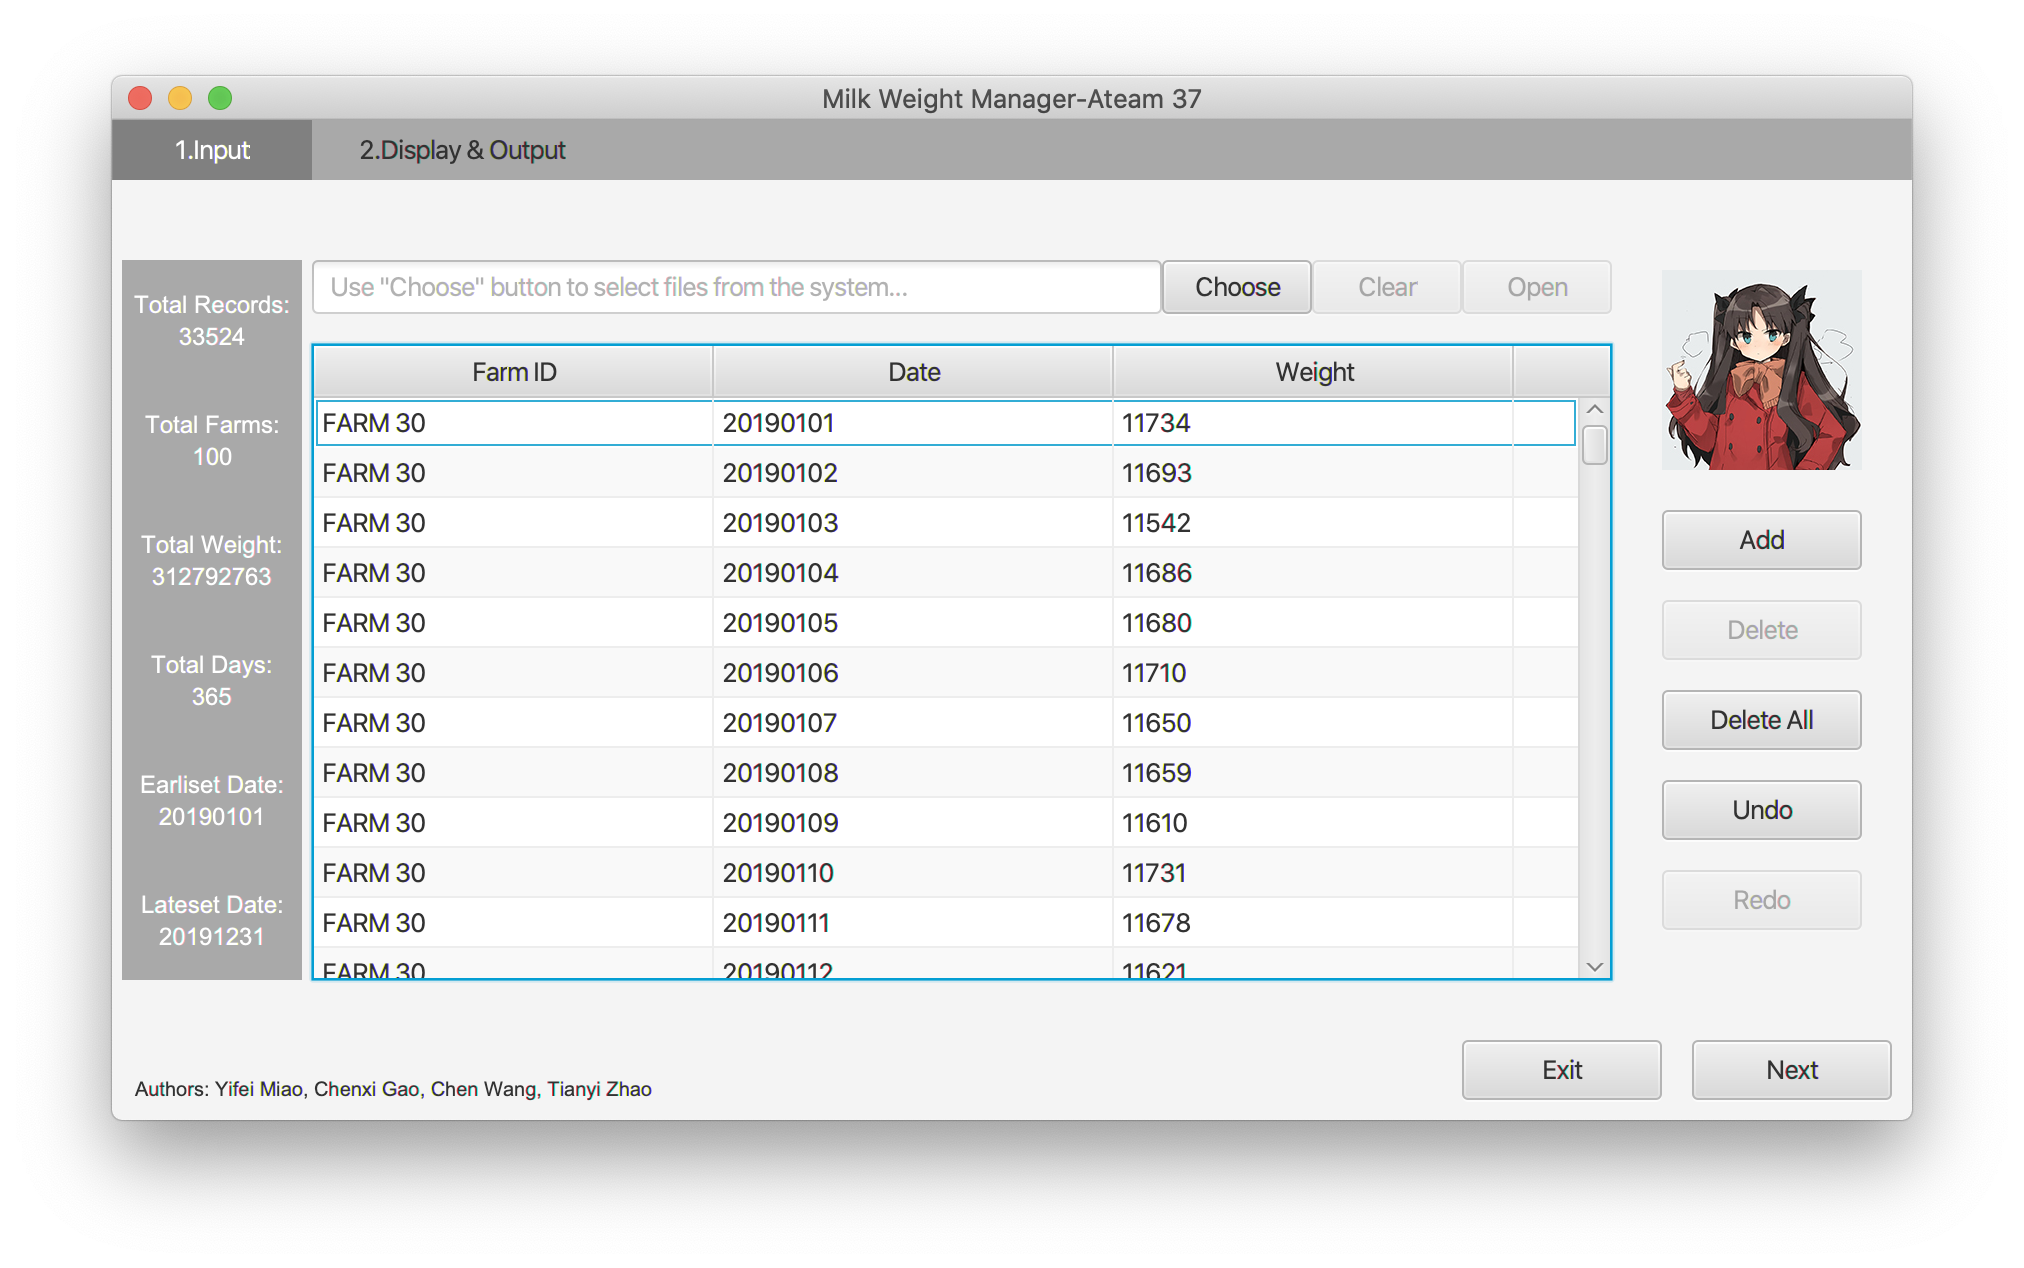 Milk Weight Manager-Ateam 37
1.Input 2.Display & Output
Total Records:
33524
Total Farms:
100
Total Weight:
312792763
Total Days:
365
Earliset Date:
20190101
Lateset Date:
20191231
Use "Choose" button to select files from the system... Choose Clear Open
Farm ID Date Weight
FARM 30 20190101 11734
FARM 30 20190102 11693
FARM 30 20190103 11542
FARM 30 20190104 11686
FARM 30 20190105 11680
FARM 30 20190106 11710
FARM 30 20190107 11650
FARM 30 20190108 11659
FARM 30 20190109 11610
FARM 30 20190110 11731
FARM 30 20190111 11678
FARM 30 20190112 11621
Add
Delete
Delete All
Undo
Redo
Exit Next
Authors: Yifei Miao, Chenxi Gao, Chen Wang, Tianyi Zhao